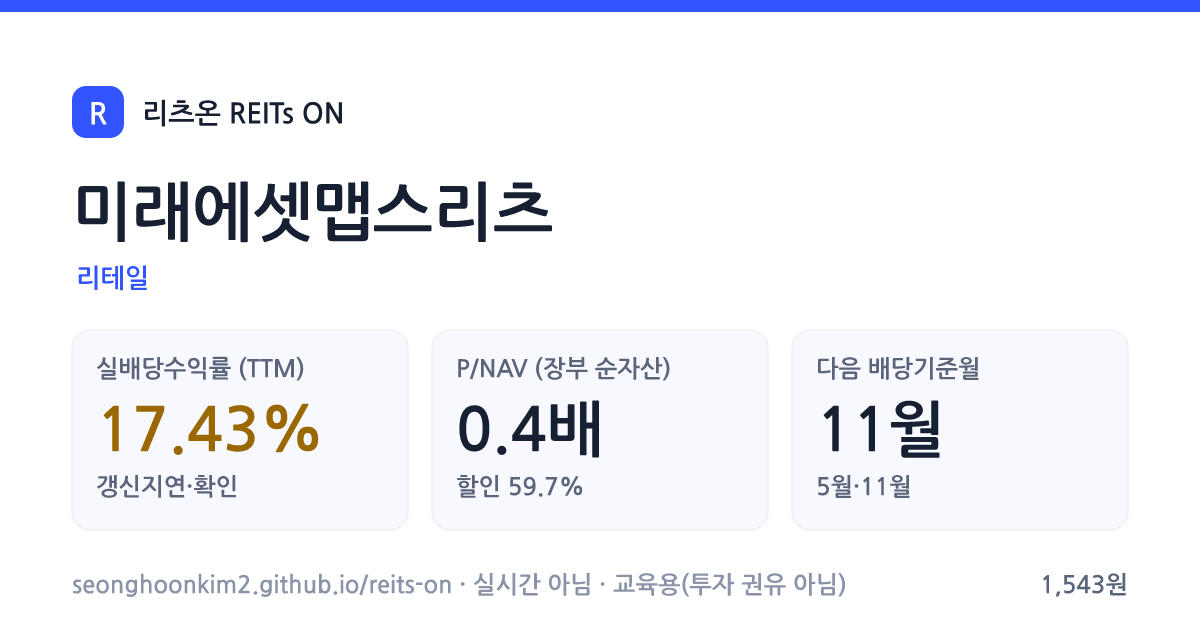 R 리츠온 REITs ON
미래에셋맵스리츠
리테일
실배당수익률 (TTM)
17.43%
갱신지연·확인
P/NAV (장부 순자산)
0.4배
할인 59.7%
다음 배당기준월
11월
5월·11월
seonghoonkim2.github.io/reits-on · 실시간 아님 · 교육용(투자 권유 아님)
1,543원